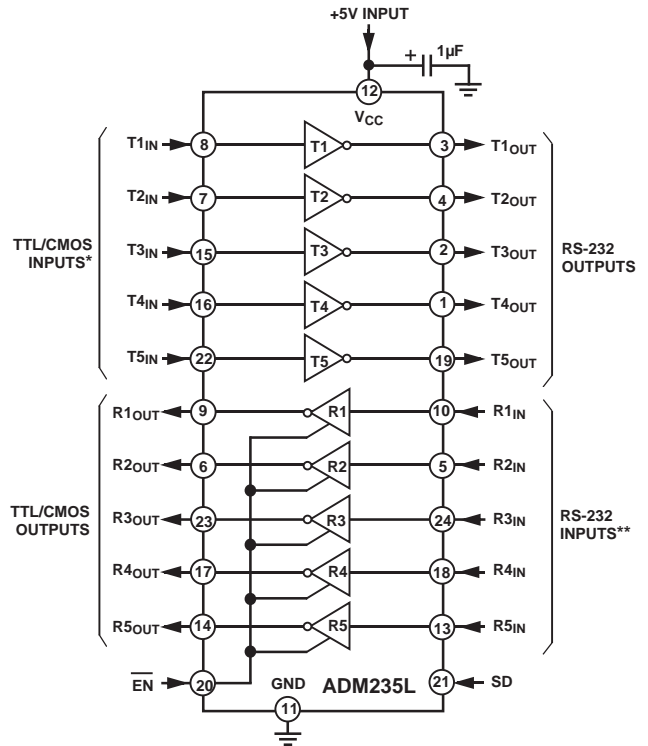 +5V INPUT
+ 1µF
12
VCC
T1IN 8 T1 3 T1OUT
T2IN 7 T2 4 T2OUT
TTL/CMOS
INPUTS*
T3IN 15 T3 2 T3OUT
RS-232
OUTPUTS
T4IN 16 T4 1 T4OUT
T5IN 22 T5 19 T5OUT
R1OUT 9 R1 10 R1IN
R2OUT 6 R2 5 R2IN
TTL/CMOS
OUTPUTS
R3OUT 23 R3 24 R3IN
RS-232
INPUTS**
R4OUT 17 R4 18 R4IN
R5OUT 14 R5 13 R5IN
E̅N̅ 20 GND ADM235L 21 SD
11